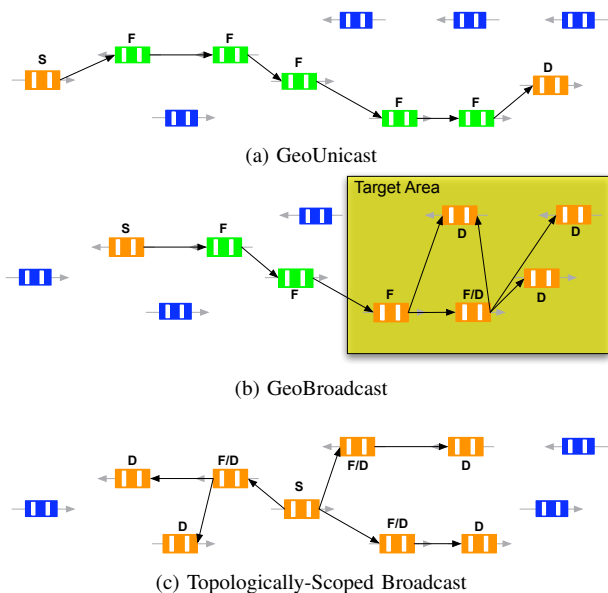 F
F
S
F
D
F
F
(a) GeoUnicast
Target Area
S
F
D
D
F
D
F
F/D
(b) GeoBroadcast
D
F/D
F/D
D
S
D
F/D
D
(c) Topologically-Scoped Broadcast